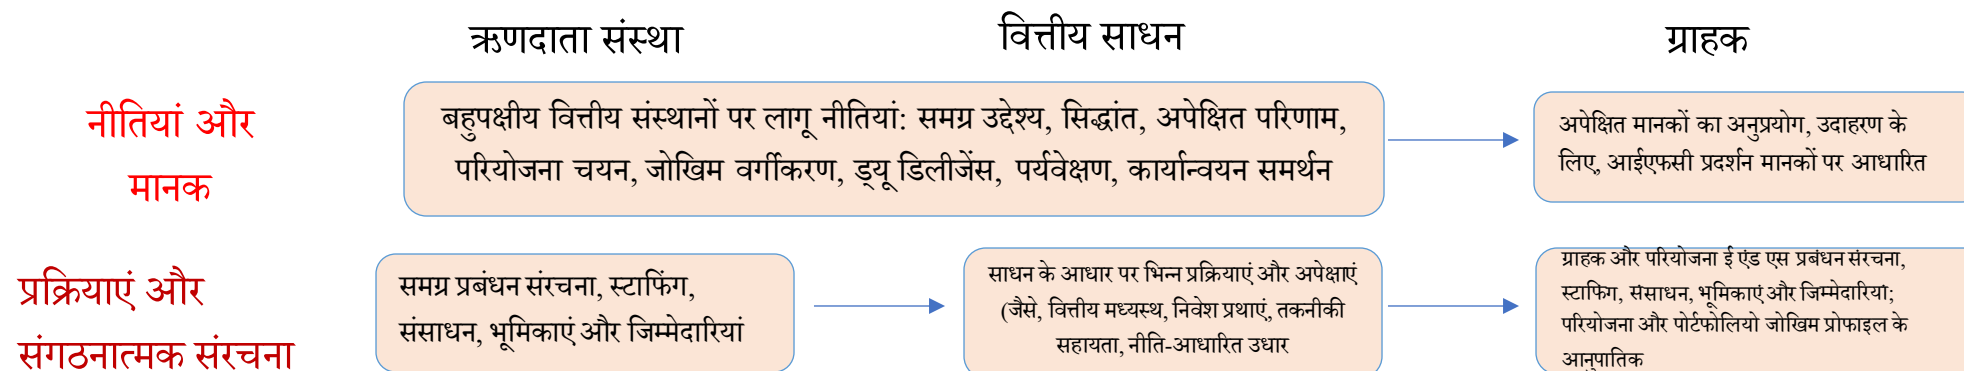 ऋणदाता संस्था
वित्तीय साधन
ग्राहक
नीतियां और
मानक
बहुपक्षीय वित्तीय संस्थानों पर लागू नीतियां: समग्र उद्देश्य, सिद्धांत, अपेक्षित परिणाम,
परियोजना चयन, जोखिम वर्गीकरण, ड्यू डिलीजेंस, पर्यवेक्षण, कार्यान्वयन समर्थन
अपेक्षित मानकों का अनुप्रयोग, उदाहरण के
लिए, आईएफसी प्रदर्शन मानकों पर आधारित
प्रक्रियाएं और
संगठनात्मक संरचना
समग्र प्रबंधन संरचना, स्टाफिंग,
संसाधन, भूमिकाएं और जिम्मेदारियां
साधन के आधार पर भिन्न प्रक्रियाएं और अपेक्षाएं
(जैसे, वित्तीय मध्यस्थ, निवेश प्रथाएं, तकनीकी
सहायता, नीति-आधारित उधार
ग्राहक और परियोजना ई एंड एस प्रबंधन संरचना,
स्टाफिंग, संसाधन, भूमिकाएं और जिम्मेदारियां;
परियोजना और पोर्टफोलियो जोखिम प्रोफाइल के
आनुपातिक